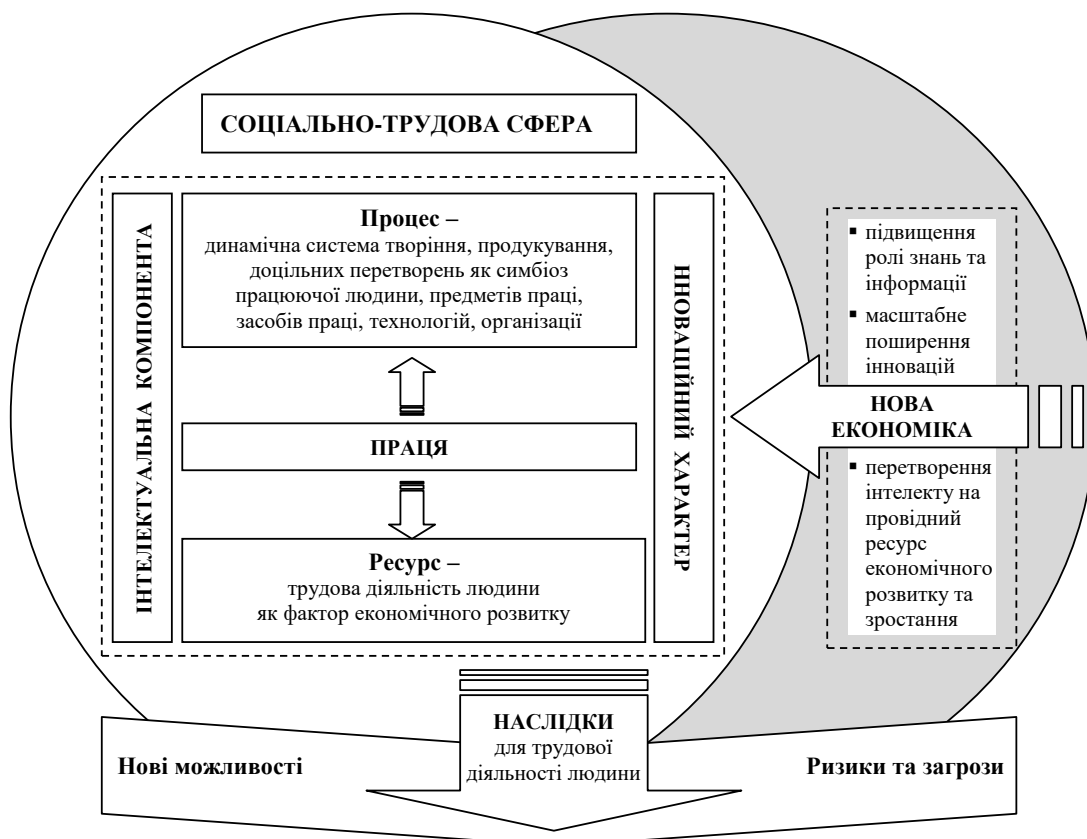 СОЦІАЛЬНО-ТРУДОВА СФЕРА
ІНТЕЛЕКТУАЛЬНА КОМПОНЕНТА
Процес –
динамічна система творіння, продукування,
доцільних перетворень як симбіоз
працюючої людини, предметів праці,
засобів праці, технологій, організації
ПРАЦЯ
Ресурс –
трудова діяльність людини
як фактор економічного розвитку
ННОВАЦІЙНИЙ ХАРАКТЕР
▪ підвищення
ролі знань та
інформації
▪ масштабне
поширення
інновацій
НОВА
ЕКОНОМІКА
▪ перетворення
інтелекту на
провідний
ресурс
економічного
розвитку та
зростання
НАСЛІДКИ
для трудової
діяльності людини
Нові можливості
Ризики та загрози